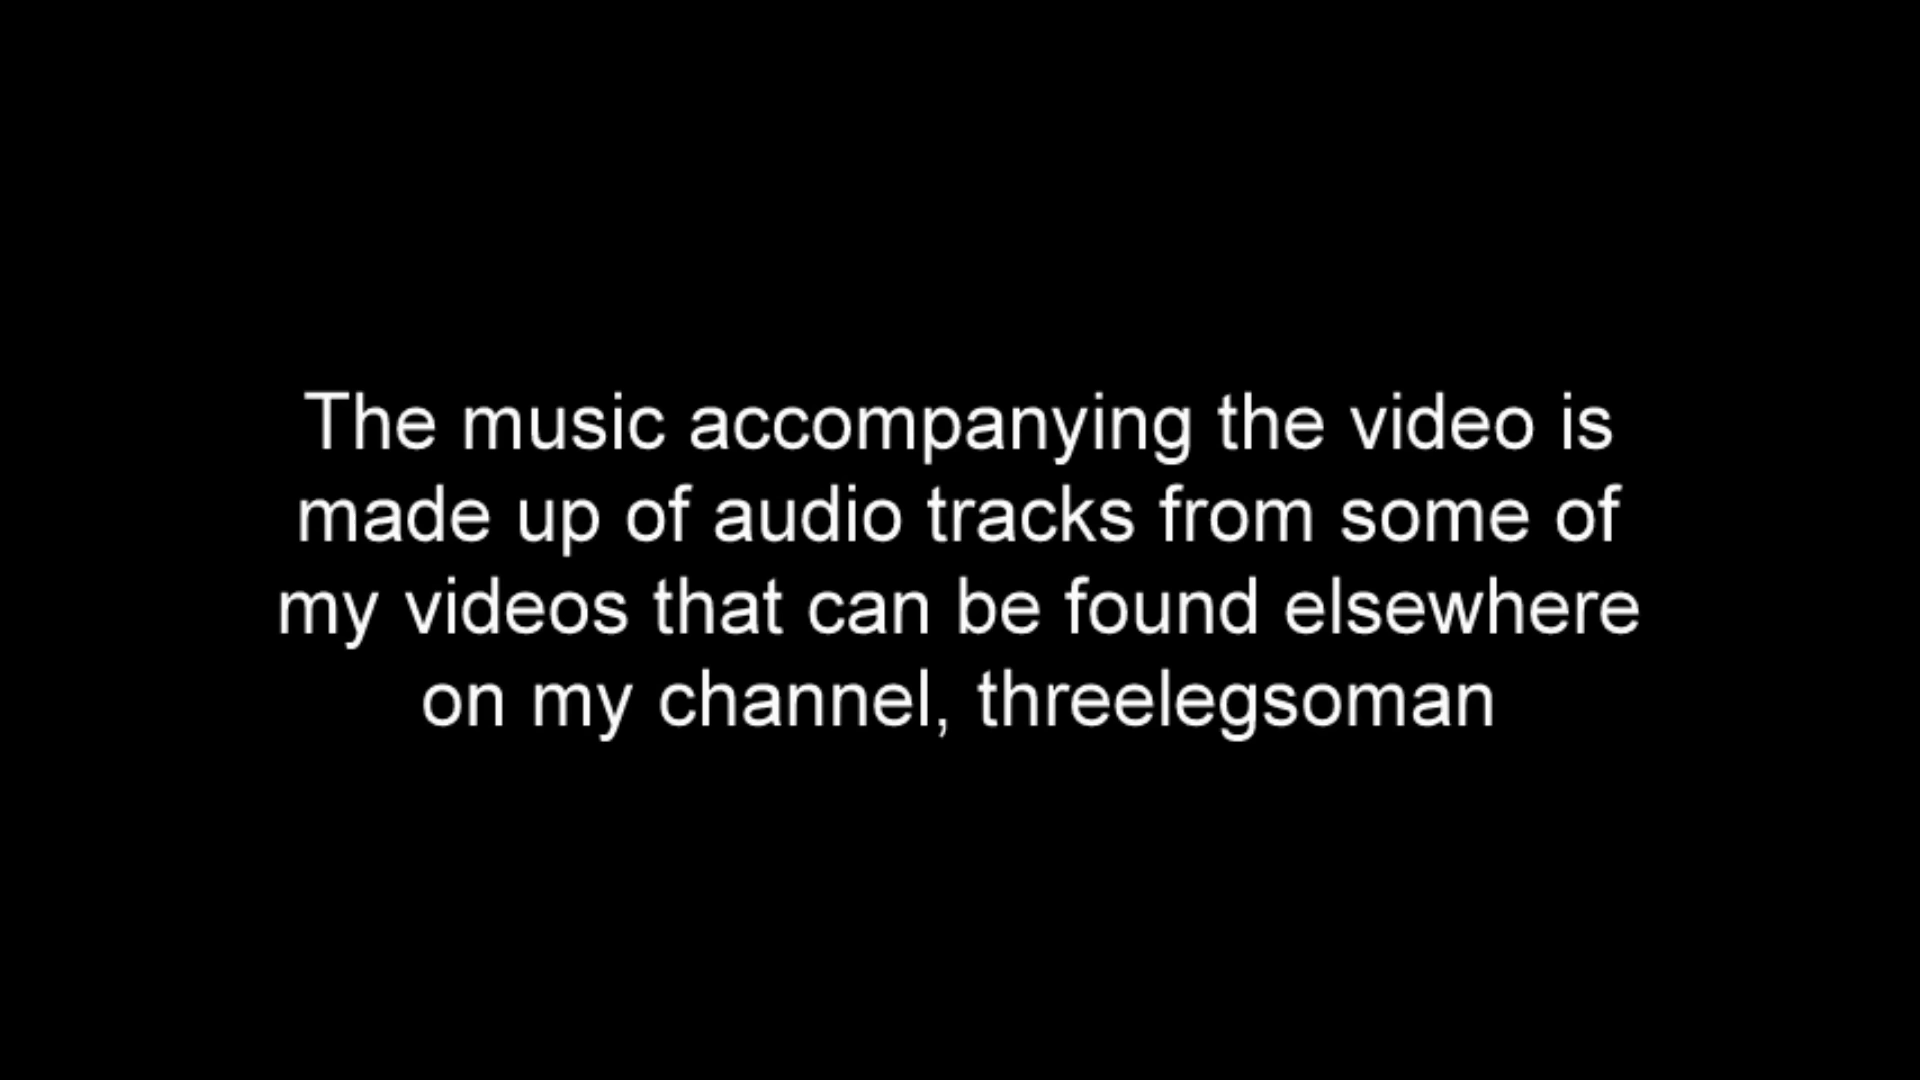 The music accompanying the video is
made up of audio tracks from some of
my videos that can be found elsewhere
on my channel, threelegsoman